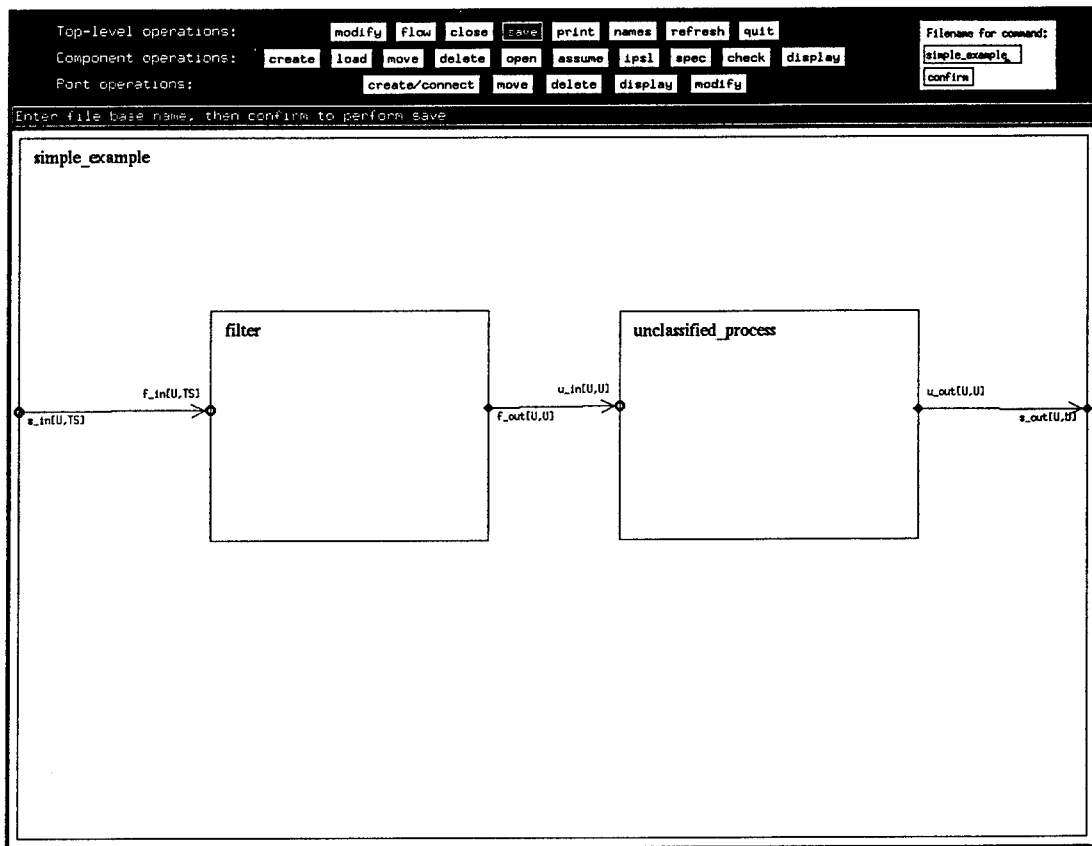 Top-level operations: modify flow close save print names refresh quit
Component operations: create load move delete open assume ipsl spec check display
Port operations: create/connect move delete display modify
Filename for command:
simple_example
confirm
Enter file base name, then confirm to perform save
simple_example
filter
unclassified_process
f_in[U,TS]
s_in[U,TS]
u_in[U,U]
f_out[U,U]
u_out[U,U]
s_out[U,U]